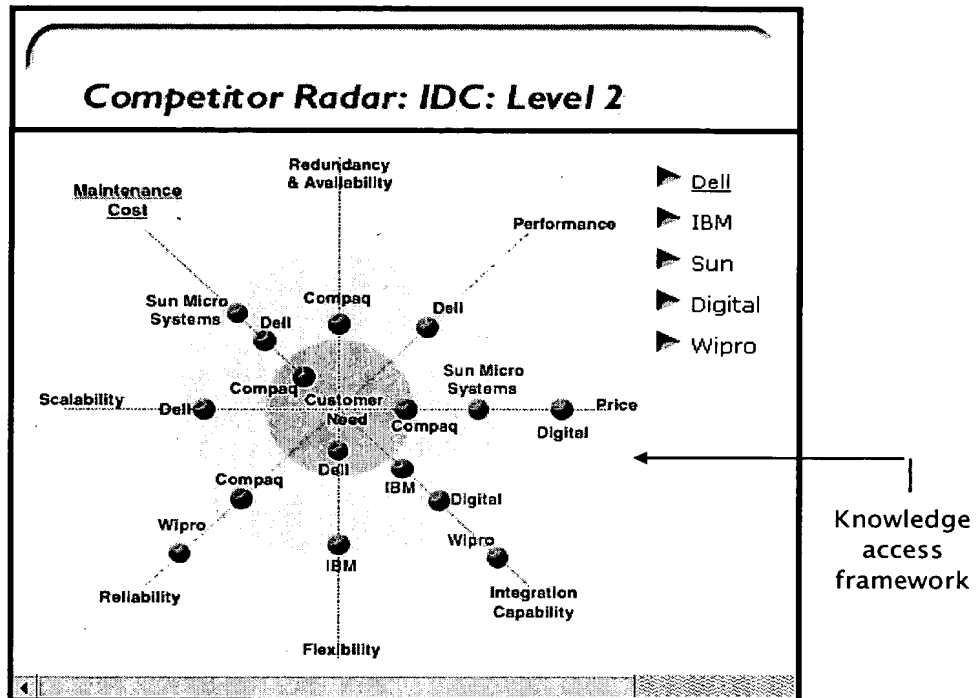 Competitor Radar: IDC: Level 2
Redundancy
& Availability
Maintenance
Cost
Performance
Dell
IBM
Sun
Digital
Wipro
Sun Micro
Systems
Dell
Compaq
Dell
Compaq
Sun Micro
Systems
Scalability
Dell
Customer
Need
Compaq
Price
Digital
Dell
IBM
Compaq
Digital
Wipro
Wipro
IBM
Reliability
Integration
Capability
Flexibility
Knowledge
access
framework